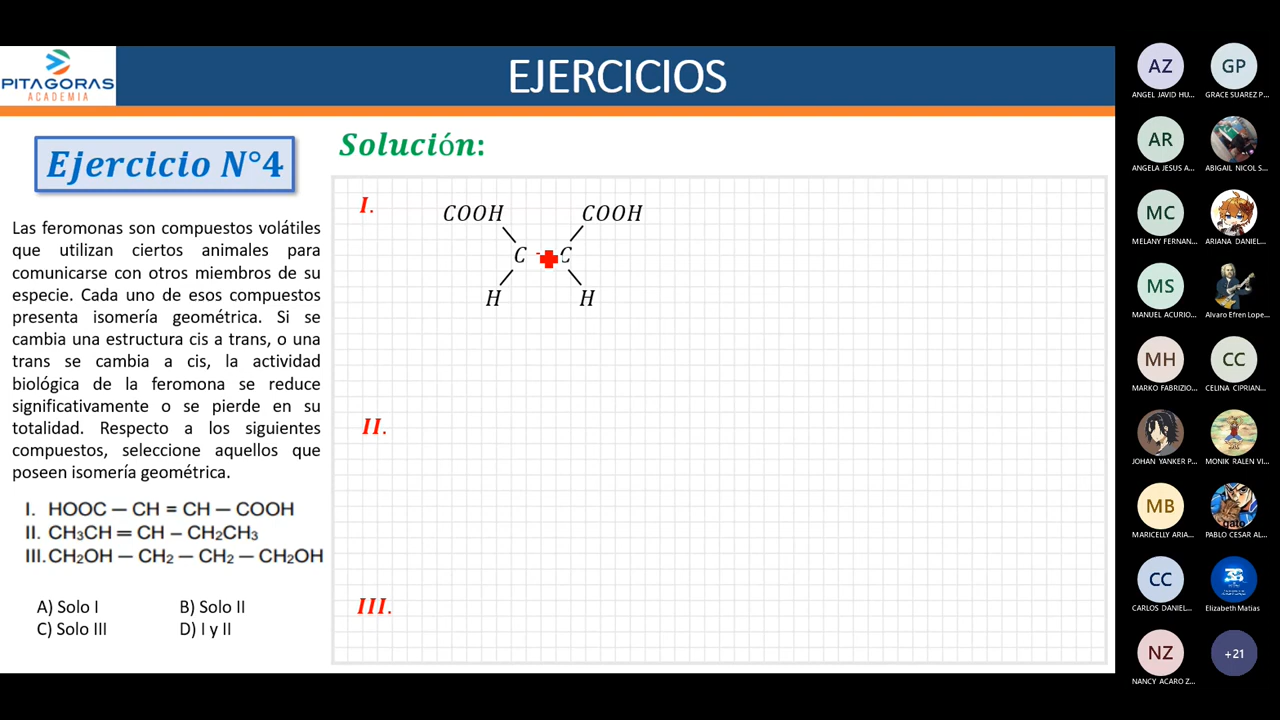 PITAGORAS
ACADEMIA
EJERCICIOS
Ejercicio N°4
Las feromonas son compuestos volátiles
que utilizan ciertos animales para
comunicarse con otros miembros de su
especie. Cada uno de esos compuestos
presenta isomería geométrica. Si se
cambia una estructura cis a trans, o una
trans se cambia a cis, la actividad
biológica de la feromona se reduce
significativamente o se pierde en su
totalidad. Respecto a los siguientes
compuestos, seleccione aquellos que
poseen isomería geométrica.
I. HOOC — CH = CH — COOH
II. CH₃CH = CH – CH₂CH₃
III. CH₂OH — CH₂ — CH₂ — CH₂OH
A) Solo I B) Solo II
C) Solo III D) I y II
Solución:
I.
COOH COOH
C C
H H
II.
III.
AZ GP
ANGEL JAVID HU... GRACE SUAREZ P...
AR
ANGELA JESUS A... ABIGAIL NICOL S...
MC
MELANY FERNAN... ARIANA DANIEL...
MS
MANUEL ACURIO... Alvaro Efren Lope...
MH CC
MARKO FABRIZIO... CELINA CIPRIAN...
JOHAN YANKER P... MONIK RALEN VI...
MB gato
MARICELLY ARIA... PABLO CESAR AL...
CC
CARLOS DANIEL... Elizabeth Matias
NZ +21
NANCY ACARO Z...